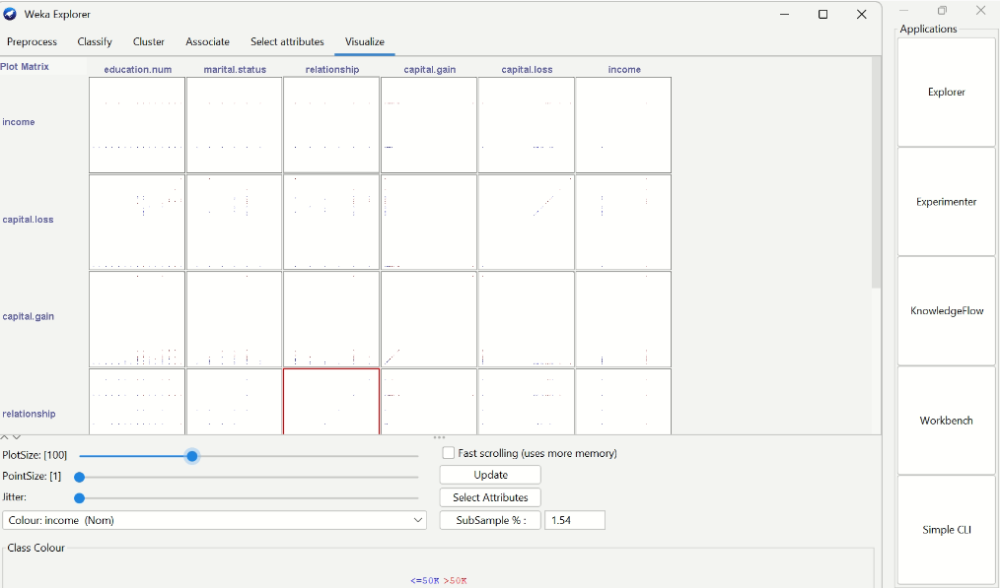 Weka Explorer
Applications
Preprocess Classify Cluster Associate Select attributes Visualize
Plot Matrix education.num marital.status relationship capital.gain capital.loss income
income
capital.loss
capital.gain
relationship
Explorer
Experimenter
KnowledgeFlow
Workbench
Simple CLI
PlotSize: [100] Fast scrolling (uses more memory)
PointSize: [1] Update
Jitter: Select Attributes
Colour: income (Nom) SubSample % : 1.54
Class Colour
<=50K >50K